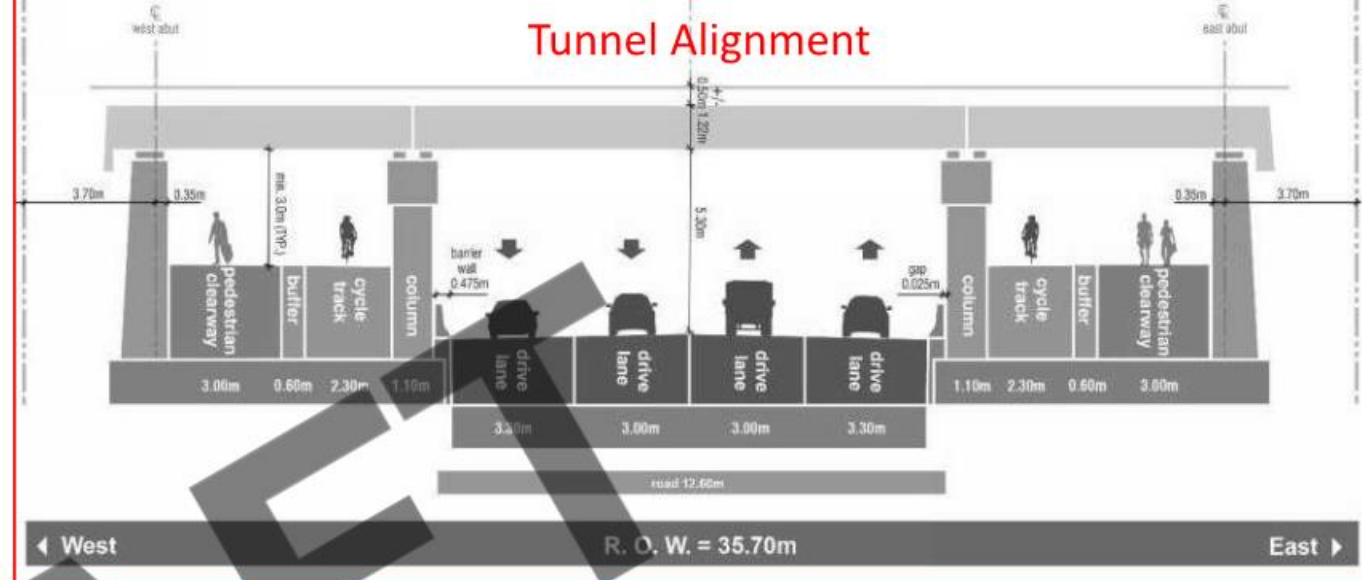 Tunnel Alignment
℄
west abut
℄
east abut
+/-
0.50m
1.22m
3.70m
0.35m
min. 3.0m (TYP.)
5.30m
0.35m
3.70m
barrier
wall
0.475m
gap
0.025m
pedestrian
clearway
buffer
cycle
track
column
drive
lane
drive
lane
drive
lane
drive
lane
column
cycle
track
buffer
pedestrian
clearway
3.00m 0.60m 2.30m 1.10m
1.10m 2.30m 0.60m 3.00m
3.30m 3.00m 3.00m 3.30m
road 12.60m
West R. O. W. = 35.70m East